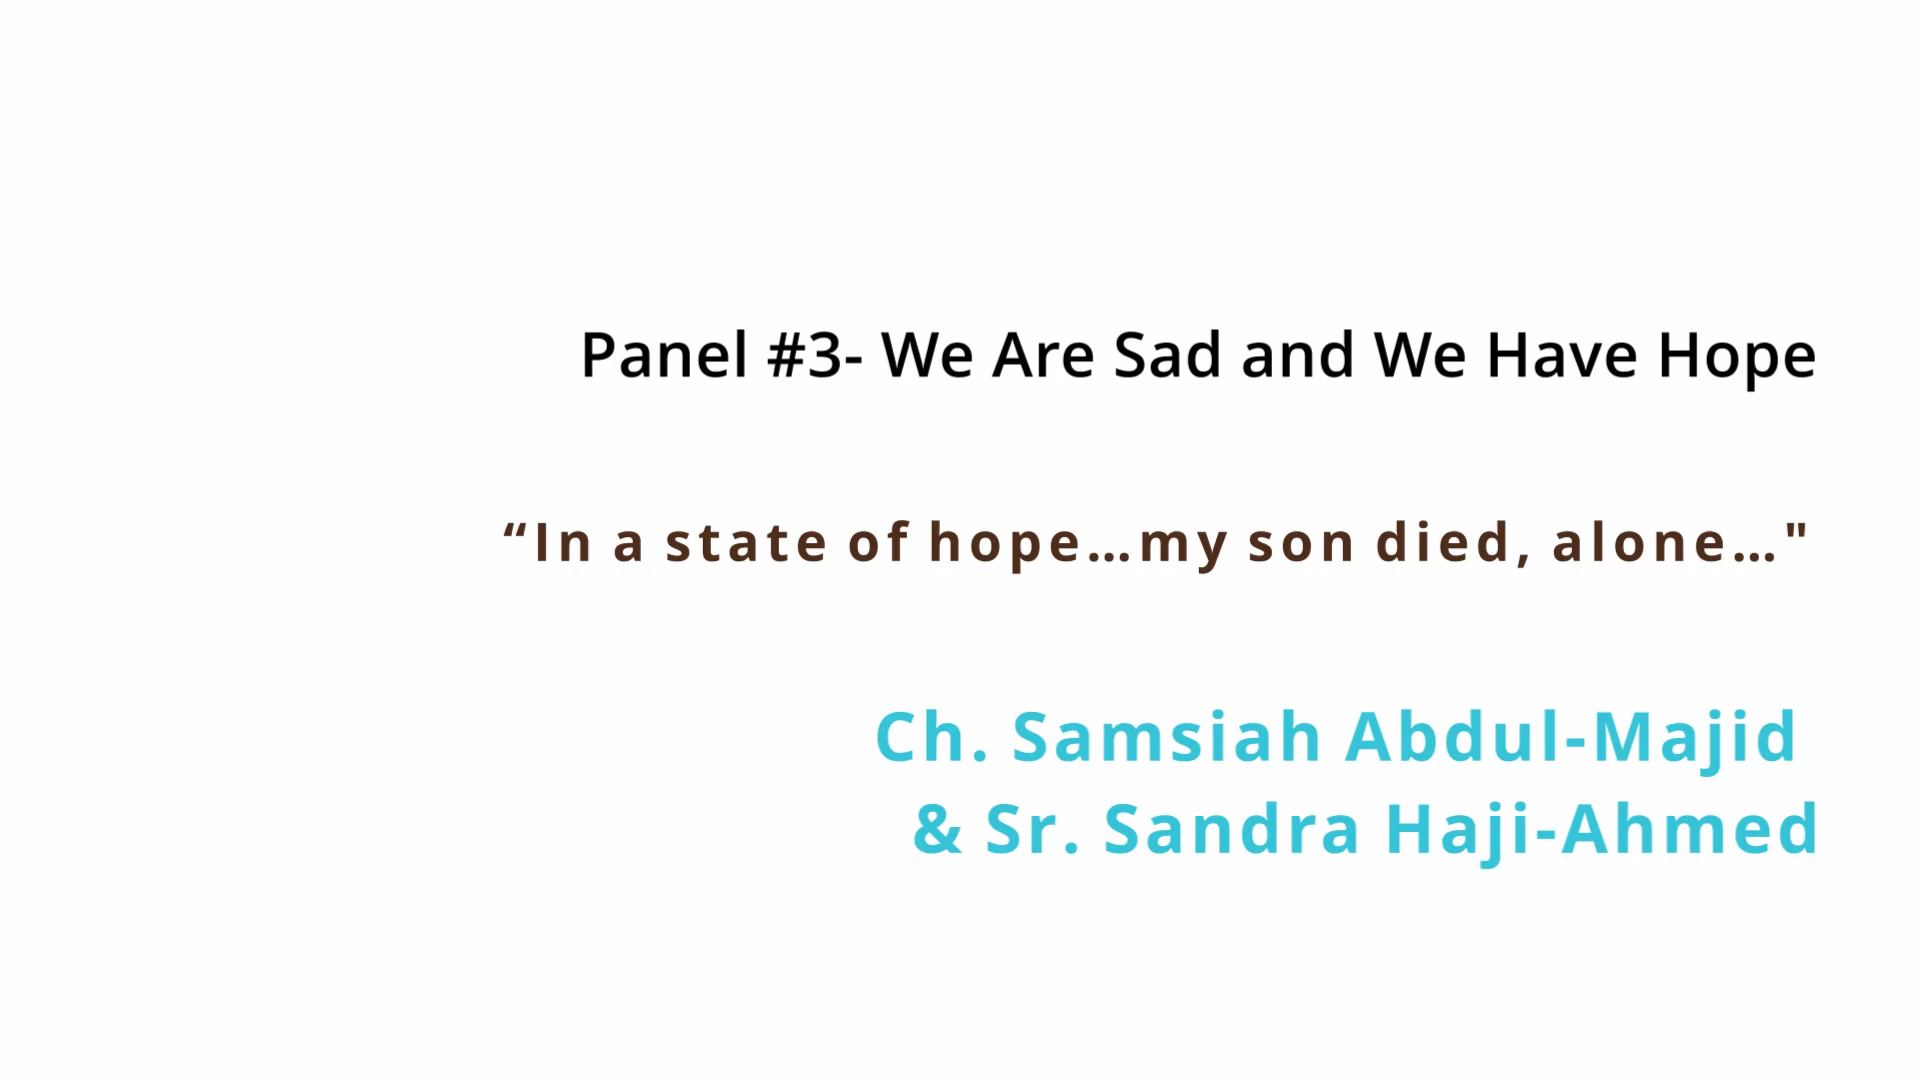 Panel #3- We Are Sad and We Have Hope
“In a state of hope…my son died, alone…"
Ch. Samsiah Abdul-Majid
& Sr. Sandra Haji-Ahmed